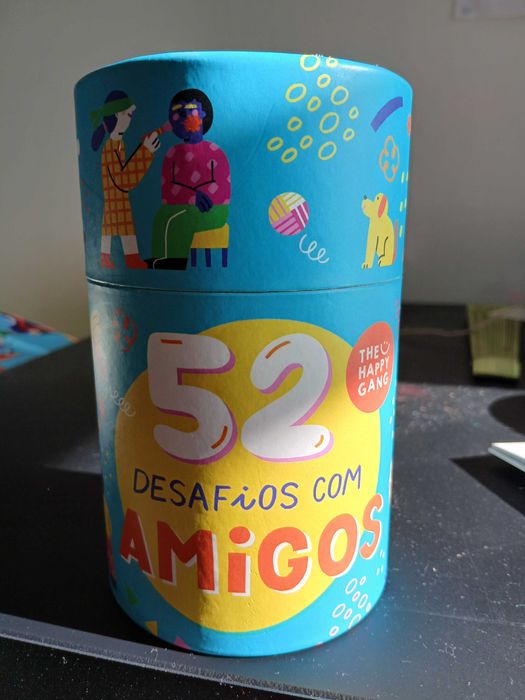 52
THE
HAPPY
GANG
DESAFiOS COM
AMiGOS